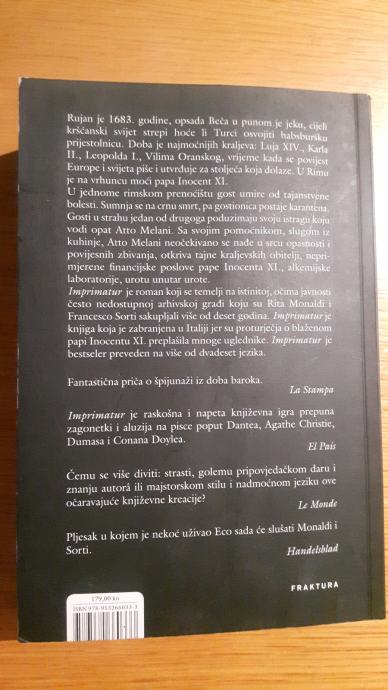 Rujan je 1683. godine, opsada Beča u punom je jeku, cijeli
kršćanski svijet strepi hoće li Turci osvojiti habsburšku
prijestolnicu. Doba je najmoćnijih kraljeva: Luja XIV., Karla
II., Leopolda I., Vilima Oranskog, vrijeme kada se povijest
Europe i svijeta piše i utvrđuje za stoljeća koja dolaze. U Rimu
je na vrhuncu moći papa Inocent XI.
U jednome rimskom prenoćištu gost umire od tajanstvene
bolesti. Sumnja se na crnu smrt, pa gostionica postaje karantena.
Gosti u strahu jedan od drugoga poduzimaju svoju istragu koju
vodi opat Atto Melani. Sa svojim pomoćnikom, slugom iz
kuhinje, Atto Melani neočekivano se nađe u srcu opasnosti i
povijesnih zbivanja, otkriva tajne kraljevskih obitelji, nepri-
mjerene financijske poslove pape Inocenta XI., alkemijske
laboratorije, urotu unutar urote.
Imprimatur je roman koji se temelji na istinitoj, očima javnosti
često nedostupnoj arhivskoj građi koju su Rita Monaldi i
Francesco Sorti sakupljali više od deset godina. Imprimatur je
knjiga koja je zabranjena u Italiji jer su proturječja o blaženom
papi Inocentu XI. preplašila mnoge uglednike. Imprimatur je
bestseler preveden na više od dvadeset jezika.
Fantastična priča o špijunaži iz doba baroka.
La Stampa
Imprimatur je raskošna i napeta književna igra prepuna
zagonetki i aluzija na pisce poput Dantea, Agathe Christie,
Dumasa i Conana Doylea.
El País
Čemu se više diviti: strasti, golemu pripovjedačkom daru i
znanju autorâ ili majstorskom stilu i nadmoćnom jeziku ove
očaravajuće književne kreacije?
Le Monde
Pljesak u kojem je nekoć uživao Eco sada će slušati Monaldi i
Sorti.
Handelsblad
FRAKTURA
179,00 kn
ISBN 978-953266033-3